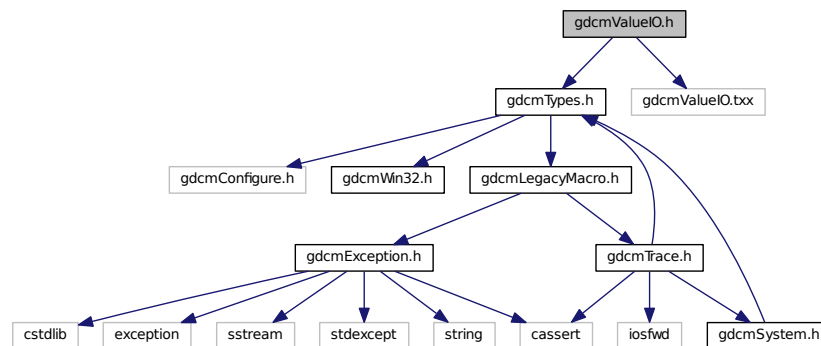 gdcmValueIO.h
gdcmTypes.h
gdcmValueIO.txx
gdcmConfigure.h
gdcmWin32.h
gdcmLegacyMacro.h
gdcmException.h
gdcmTrace.h
cstdlib
exception
sstream
stdexcept
string
cassert
iosfwd
gdcmSystem.h